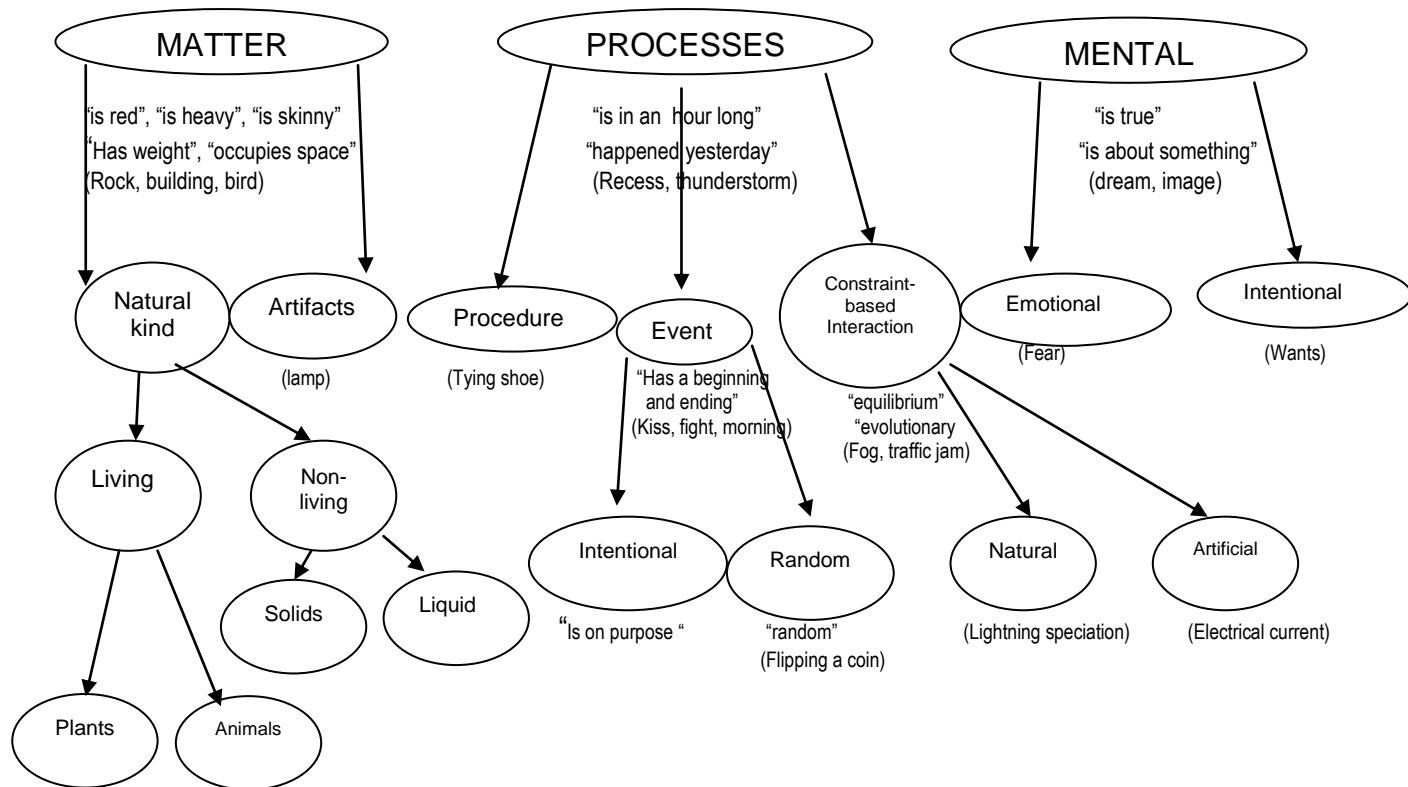 MATTER
PROCESSES
MENTAL
“is red”, “is heavy”, “is skinny”
“Has weight”, “occupies space”
(Rock, building, bird)
“is in an hour long”
“happened yesterday”
(Recess, thunderstorm)
“is true”
“is about something”
(dream, image)
Natural
kind
Artifacts
(lamp)
Procedure
(Tying shoe)
Event
“Has a beginning
and ending”
(Kiss, fight, morning)
Constraint-
based
Interaction
“equilibrium”
“evolutionary
(Fog, traffic jam)
Emotional
(Fear)
Intentional
(Wants)
Living
Non-
living
Intentional
“Is on purpose “
Random
“random”
(Flipping a coin)
Natural
(Lightning speciation)
Artificial
(Electrical current)
Solids
Liquid
Plants
Animals